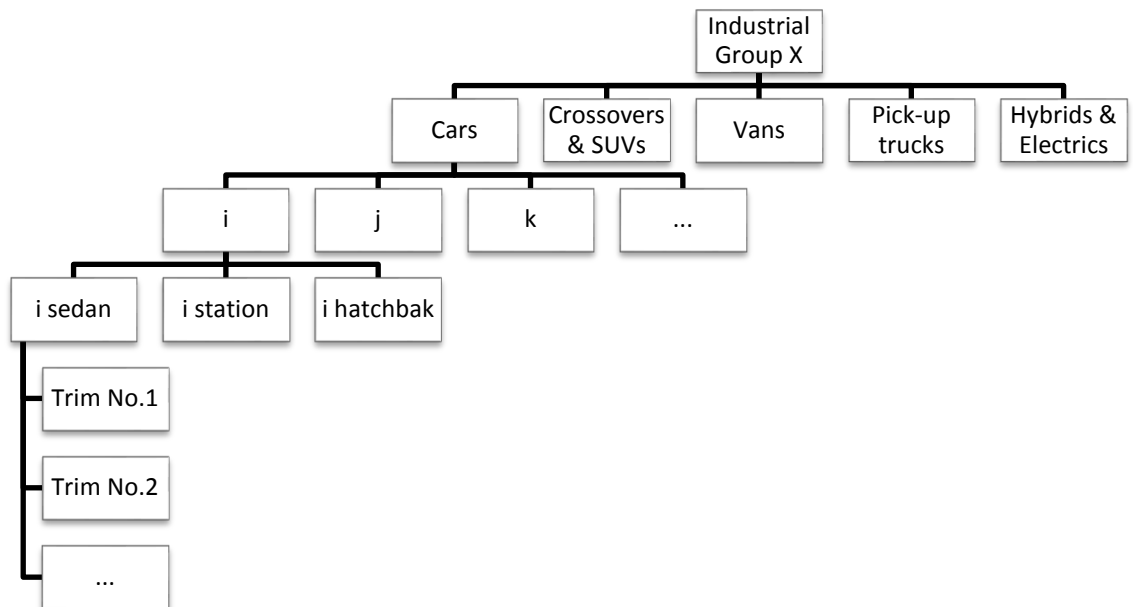 Industrial
Group X
Cars
Crossovers
& SUVs
Vans
Pick-up
trucks
Hybrids &
Electrics
i
j
k
...
i sedan
i station
i hatchbak
Trim No.1
Trim No.2
...